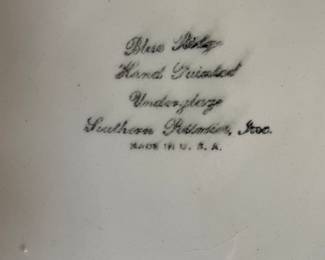 Blue Ridge
Hand Painted
Underglaze
Southern Potteries, Inc.
MADE IN U. S. A.